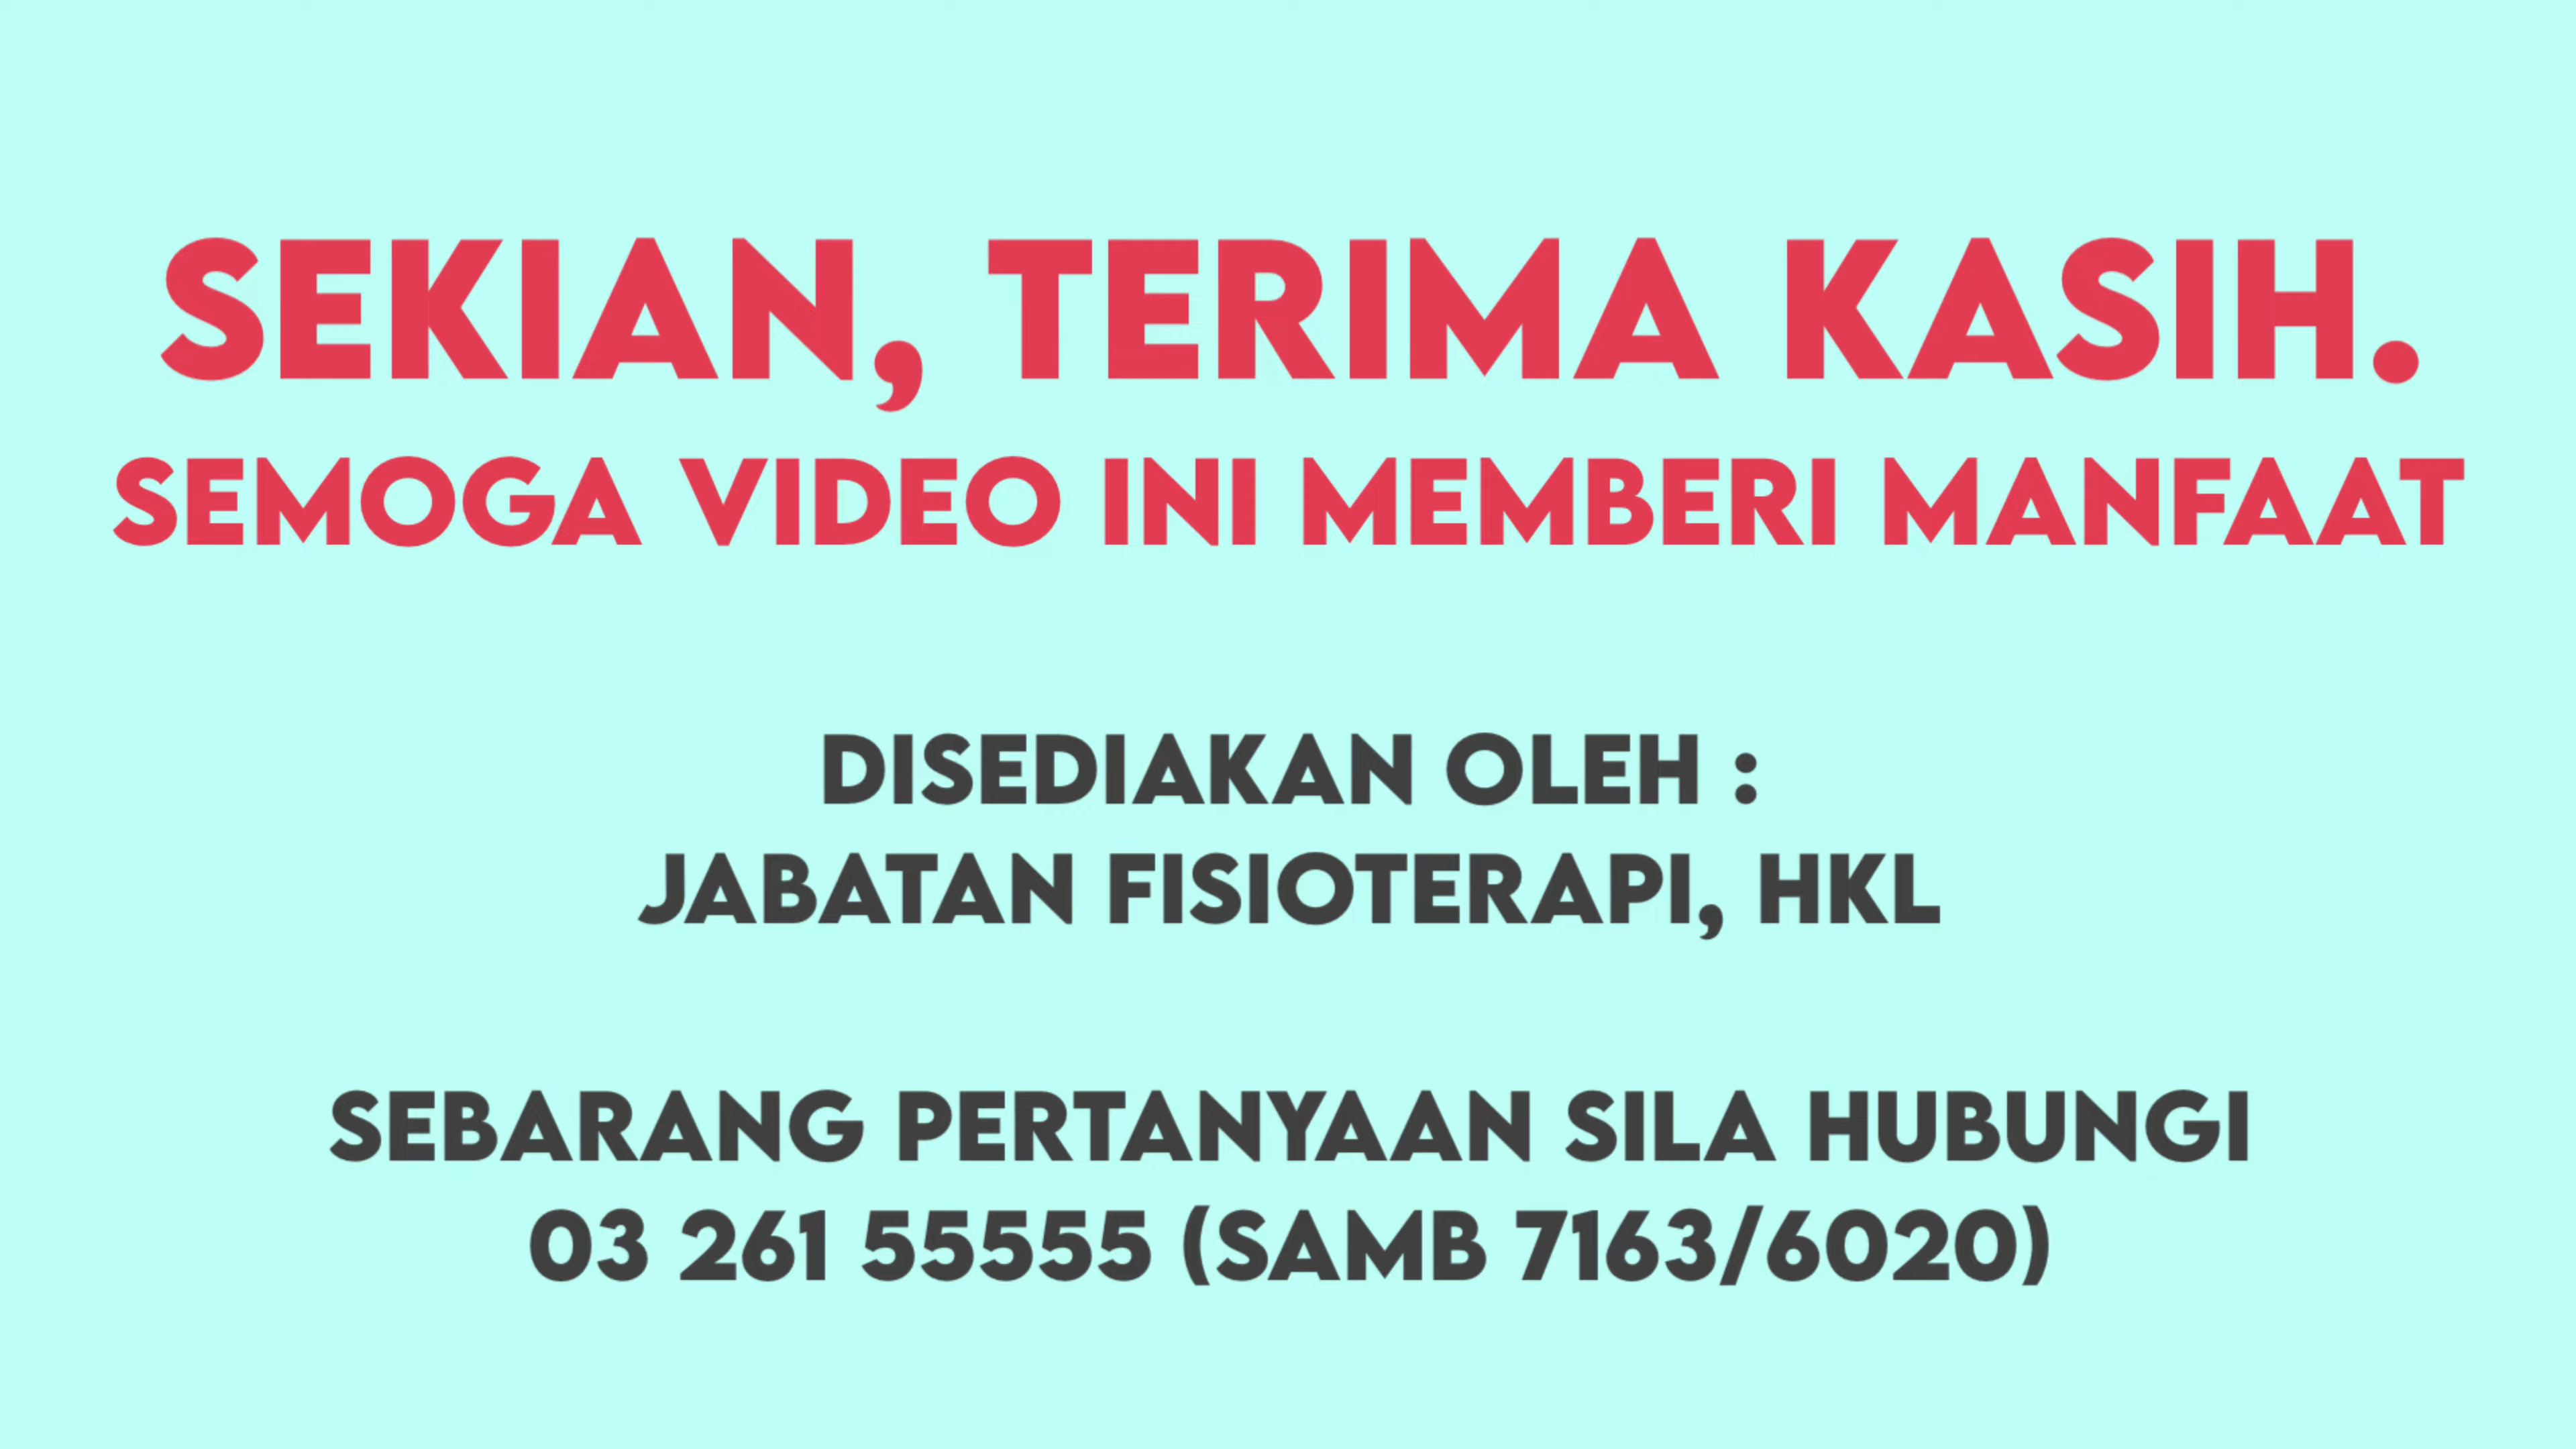 SEKIAN, TERIMA KASIH.
SEMOGA VIDEO INI MEMBERI MANFAAT
DISEDIAKAN OLEH :
JABATAN FISIOTERAPI, HKL
SEBARANG PERTANYAAN SILA HUBUNGI
03 261 55555 (SAMB 7163/6020)